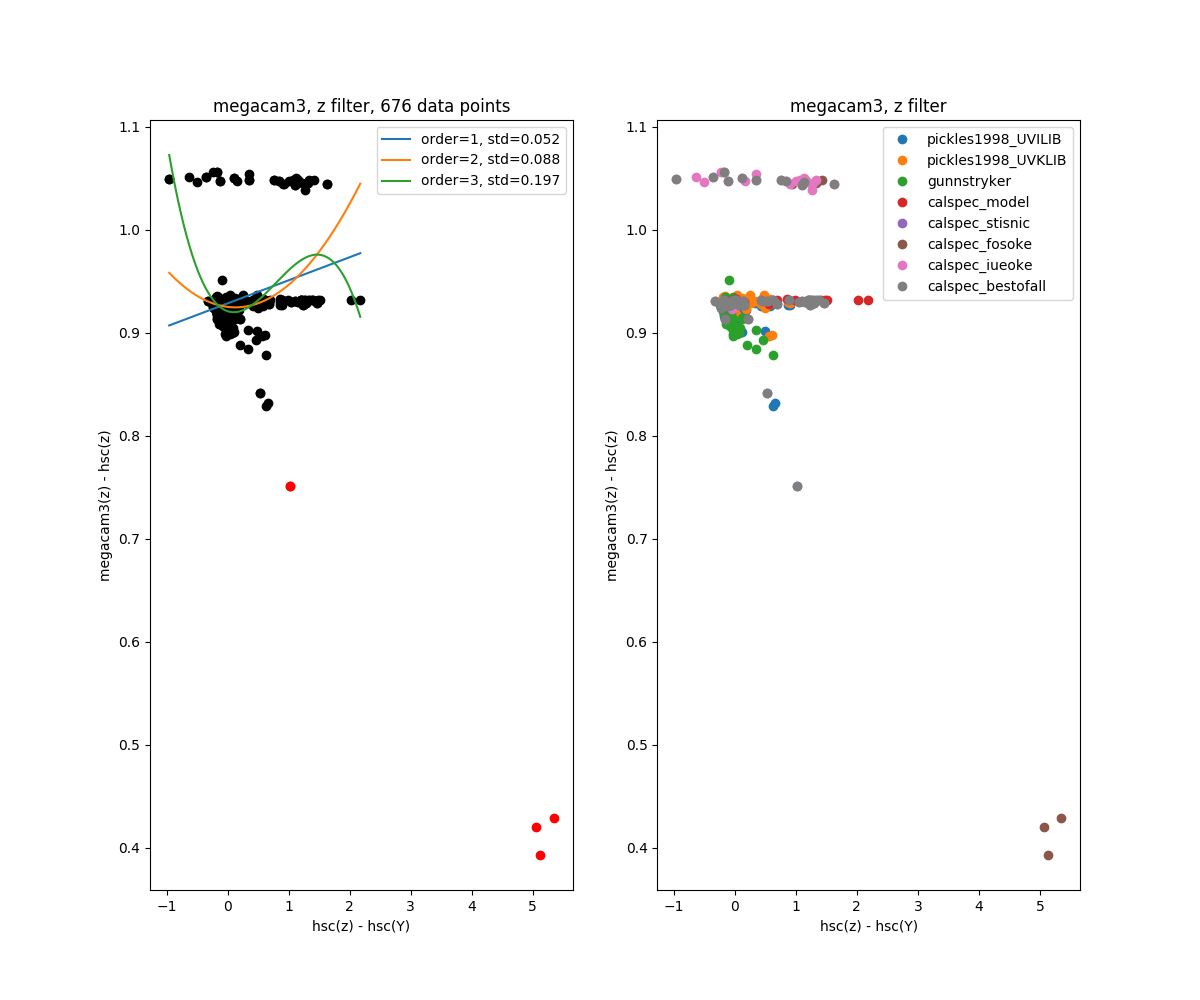 megacam3, z filter, 676 data points
order=1, std=0.052
order=2, std=0.088
order=3, std=0.197
1.1
1.0
0.9
0.8
0.7
0.6
0.5
0.4
megacam3(z) - hsc(z)
−1 0 1 2 3 4 5
hsc(z) - hsc(Y)
megacam3, z filter
pickles1998_UVILIB
pickles1998_UVKLIB
gunnstryker
calspec_model
calspec_stisnic
calspec_fosoke
calspec_iueoke
calspec_bestofall
1.1
1.0
0.9
0.8
0.7
0.6
0.5
0.4
megacam3(z) - hsc(z)
−1 0 1 2 3 4 5
hsc(z) - hsc(Y)